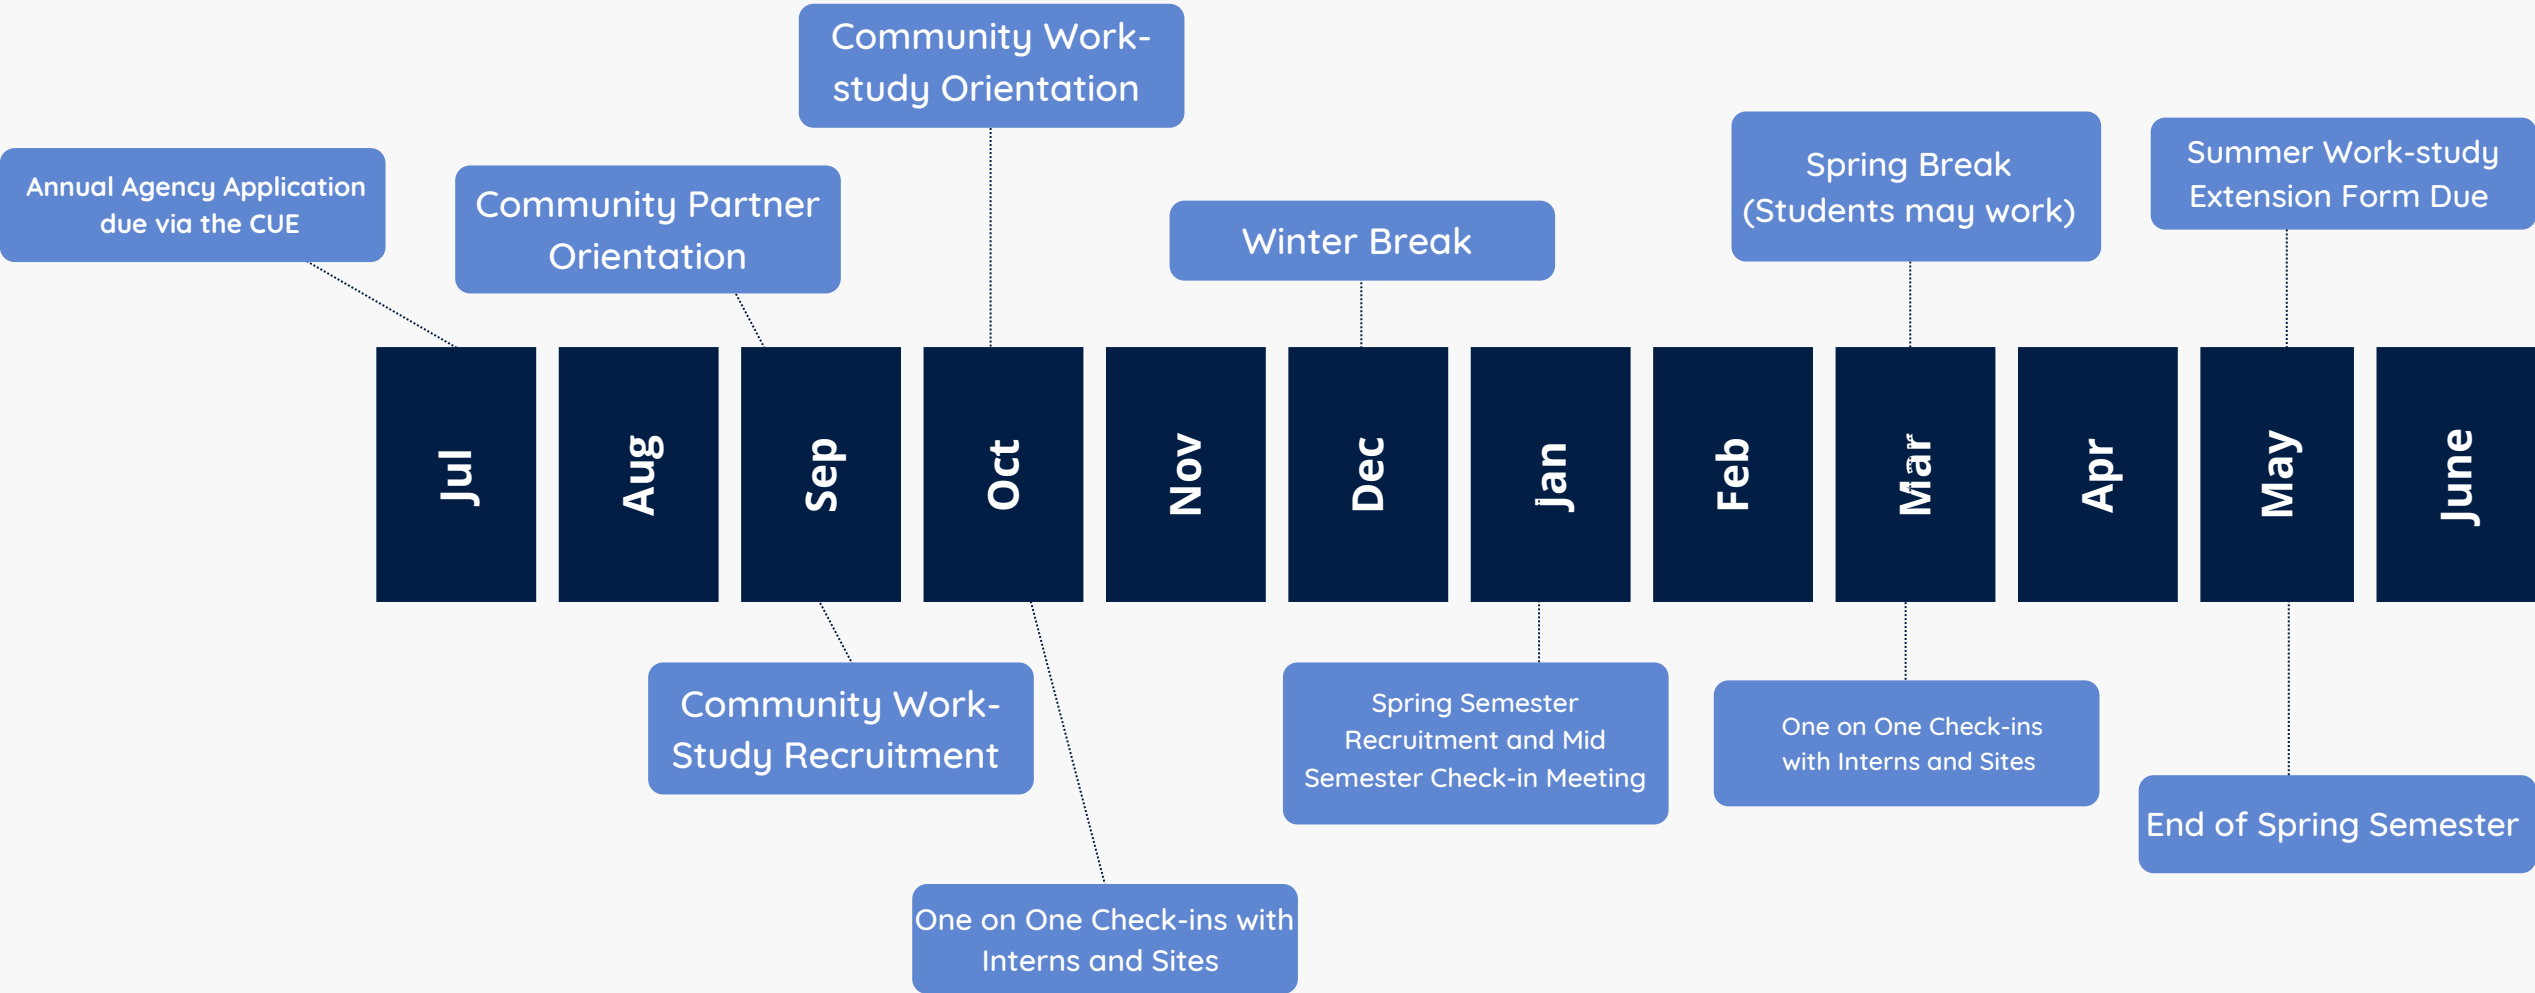 Community Work-
study Orientation
Annual Agency Application
due via the CUE
Community Partner
Orientation
Winter Break
Spring Break
(Students may work)
Summer Work-study
Extension Form Due
Jul
Aug
Sep
Oct
Nov
Dec
Jan
Feb
Mar
Apr
May
June
Community Work-
Study Recruitment
One on One Check-ins with
Interns and Sites
Spring Semester
Recruitment and Mid
Semester Check-in Meeting
One on One Check-ins
with Interns and Sites
End of Spring Semester